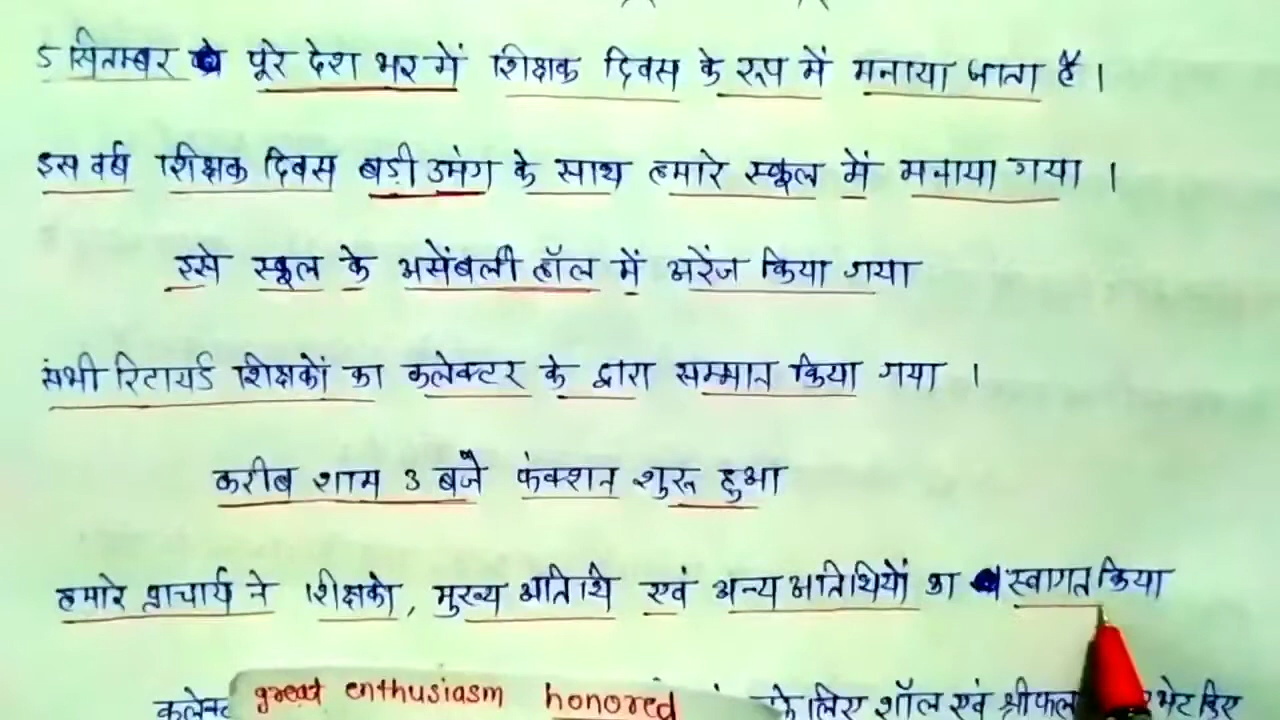 5 सितम्बर पूरे देश भर में शिक्षक दिवस के रूप में मनाया जाता है ।
इस वर्ष शिक्षक दिवस बड़ी उमंग के साथ हमारे स्कूल में मनाया गया ।
इसे स्कूल के असेंबली हॉल में अरेंज किया गया
सभी रिटायर्ड शिक्षकों का कलेक्टर के द्वारा सम्मान किया गया ।
करीब शाम 3 बजे फंक्शन शुरू हुआ
हमारे प्राचार्य ने शिक्षको, मुख्य अतिथि एवं अन्य अतिथियों का स्वागत किया
के लिए शॉल एवं श्रीफल भेट किए
great enthusiasm honored